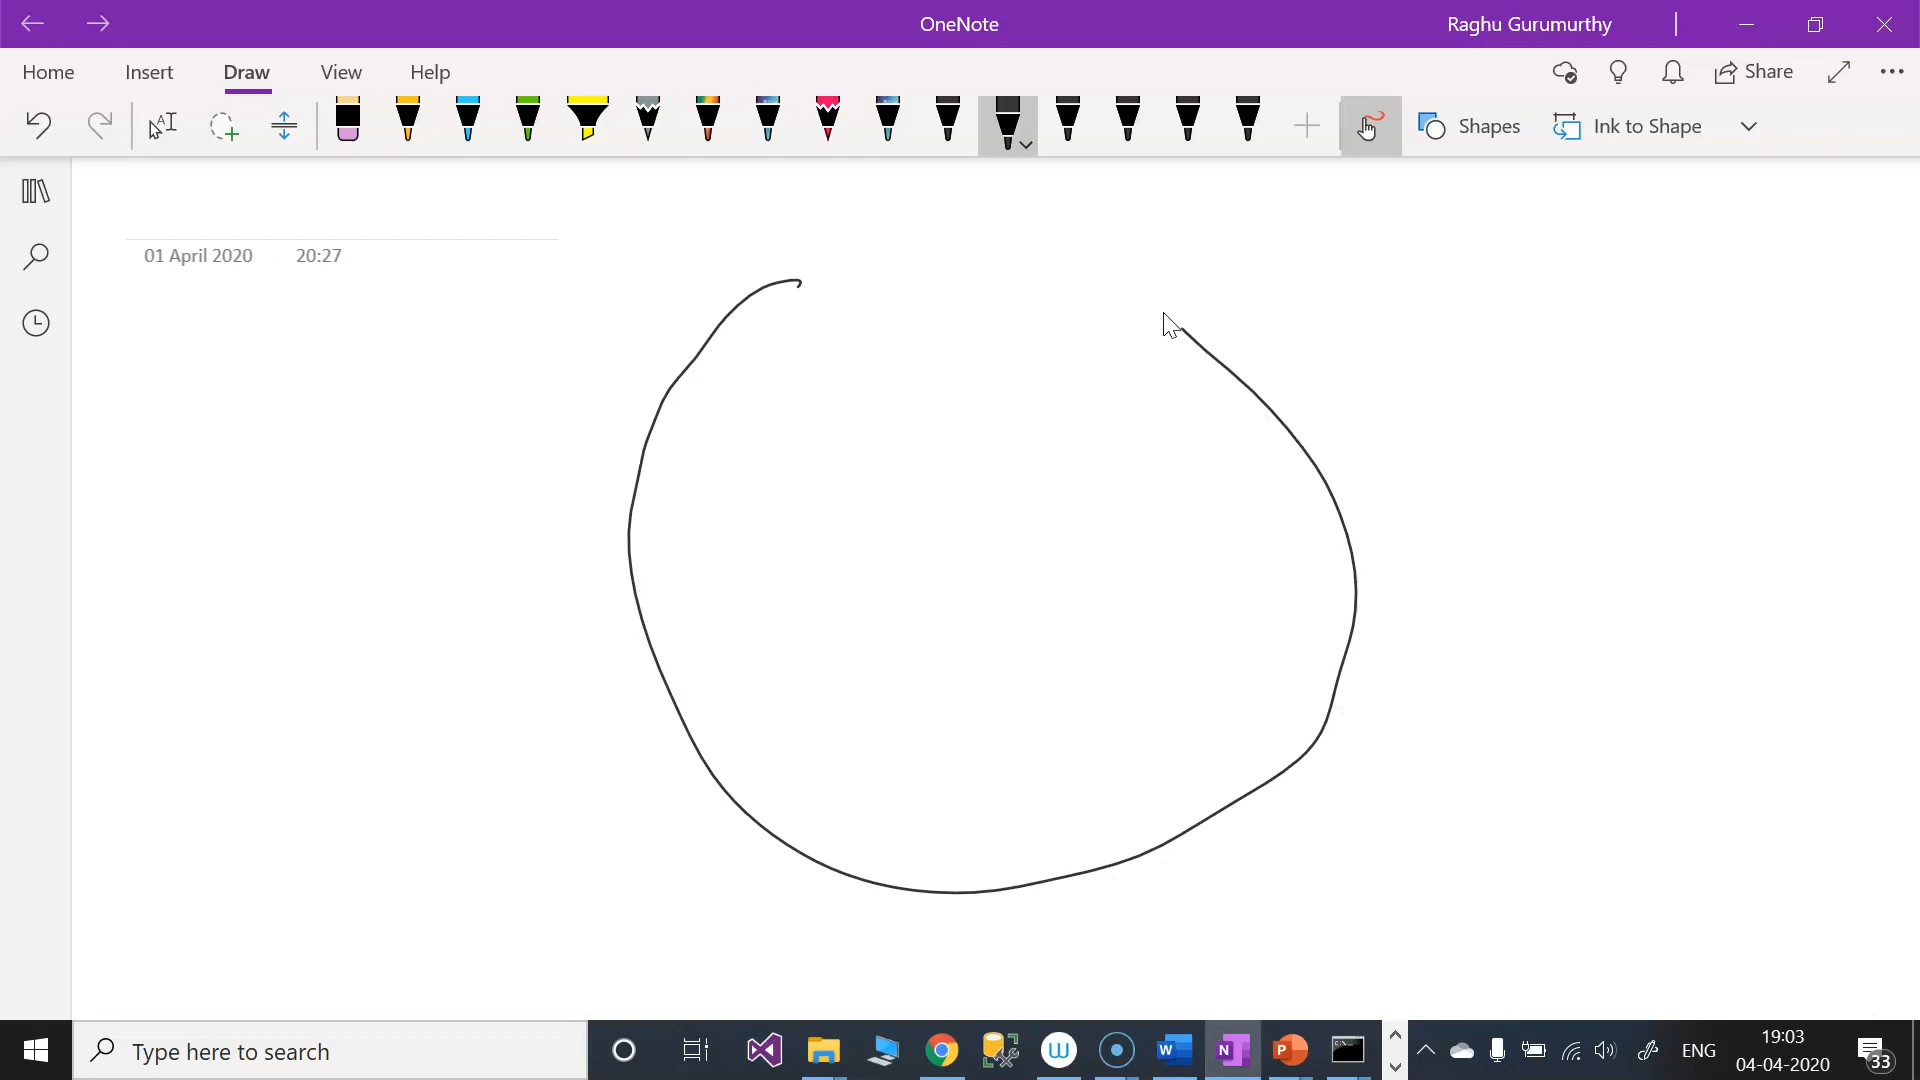 OneNote
Raghu Gurumurthy
Home Insert Draw View Help
Share
Shapes
Ink to Shape
01 April 2020 20:27
Type here to search
ENG
19:03
04-04-2020
33